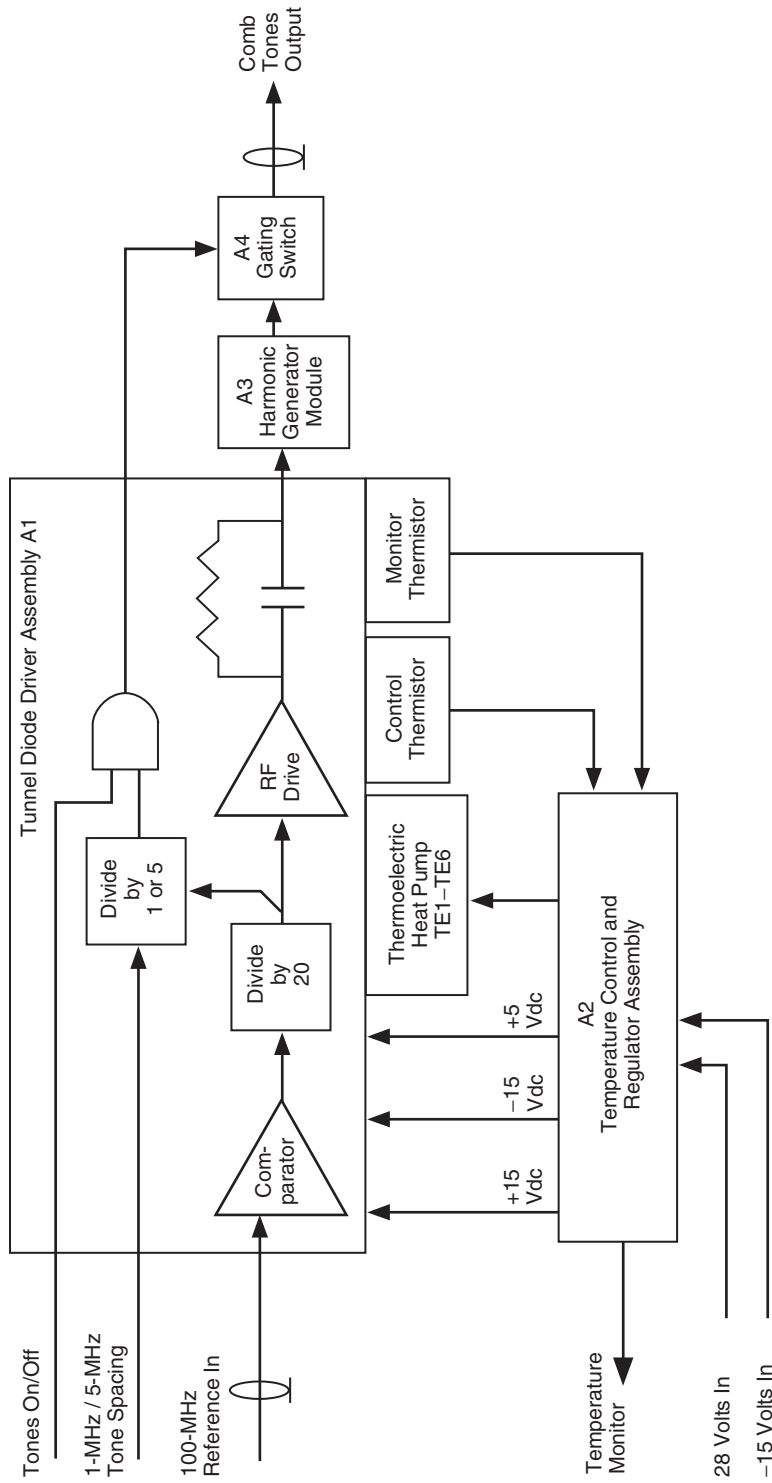 Tones On/Off
1-MHz / 5-MHz
Tone Spacing
100-MHz
Reference In
Tunnel Diode Driver Assembly A1
Com-
parator
Divide
by
20
Divide
by
1 or 5
RF
Drive
A3
Harmonic
Generator
Module
A4
Gating
Switch
Comb
Tones
Output
+15
Vdc
−15
Vdc
+5
Vdc
Thermoelectric
Heat Pump
TE1−TE6
Control
Thermistor
Monitor
Thermistor
A2
Temperature Control and
Regulator Assembly
Temperature
Monitor
28 Volts In
−15 Volts In